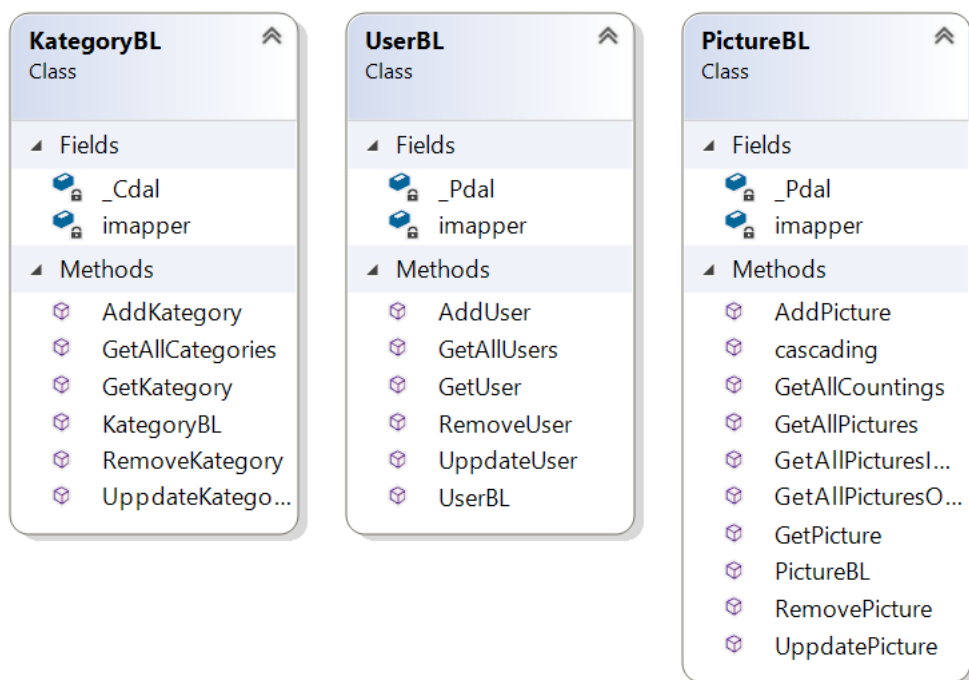 KategoryBL
Class
Fields
_Cdal
imapper
Methods
AddKategory
GetAllCategories
GetKategory
KategoryBL
RemoveKategory
UppdateKatego...
UserBL
Class
Fields
_Pdal
imapper
Methods
AddUser
GetAllUsers
GetUser
RemoveUser
UppdateUser
UserBL
PictureBL
Class
Fields
_Pdal
imapper
Methods
AddPicture
cascading
GetAllCountings
GetAllPictures
GetAllPicturesI...
GetAllPicturesO...
GetPicture
PictureBL
RemovePicture
UppdatePicture